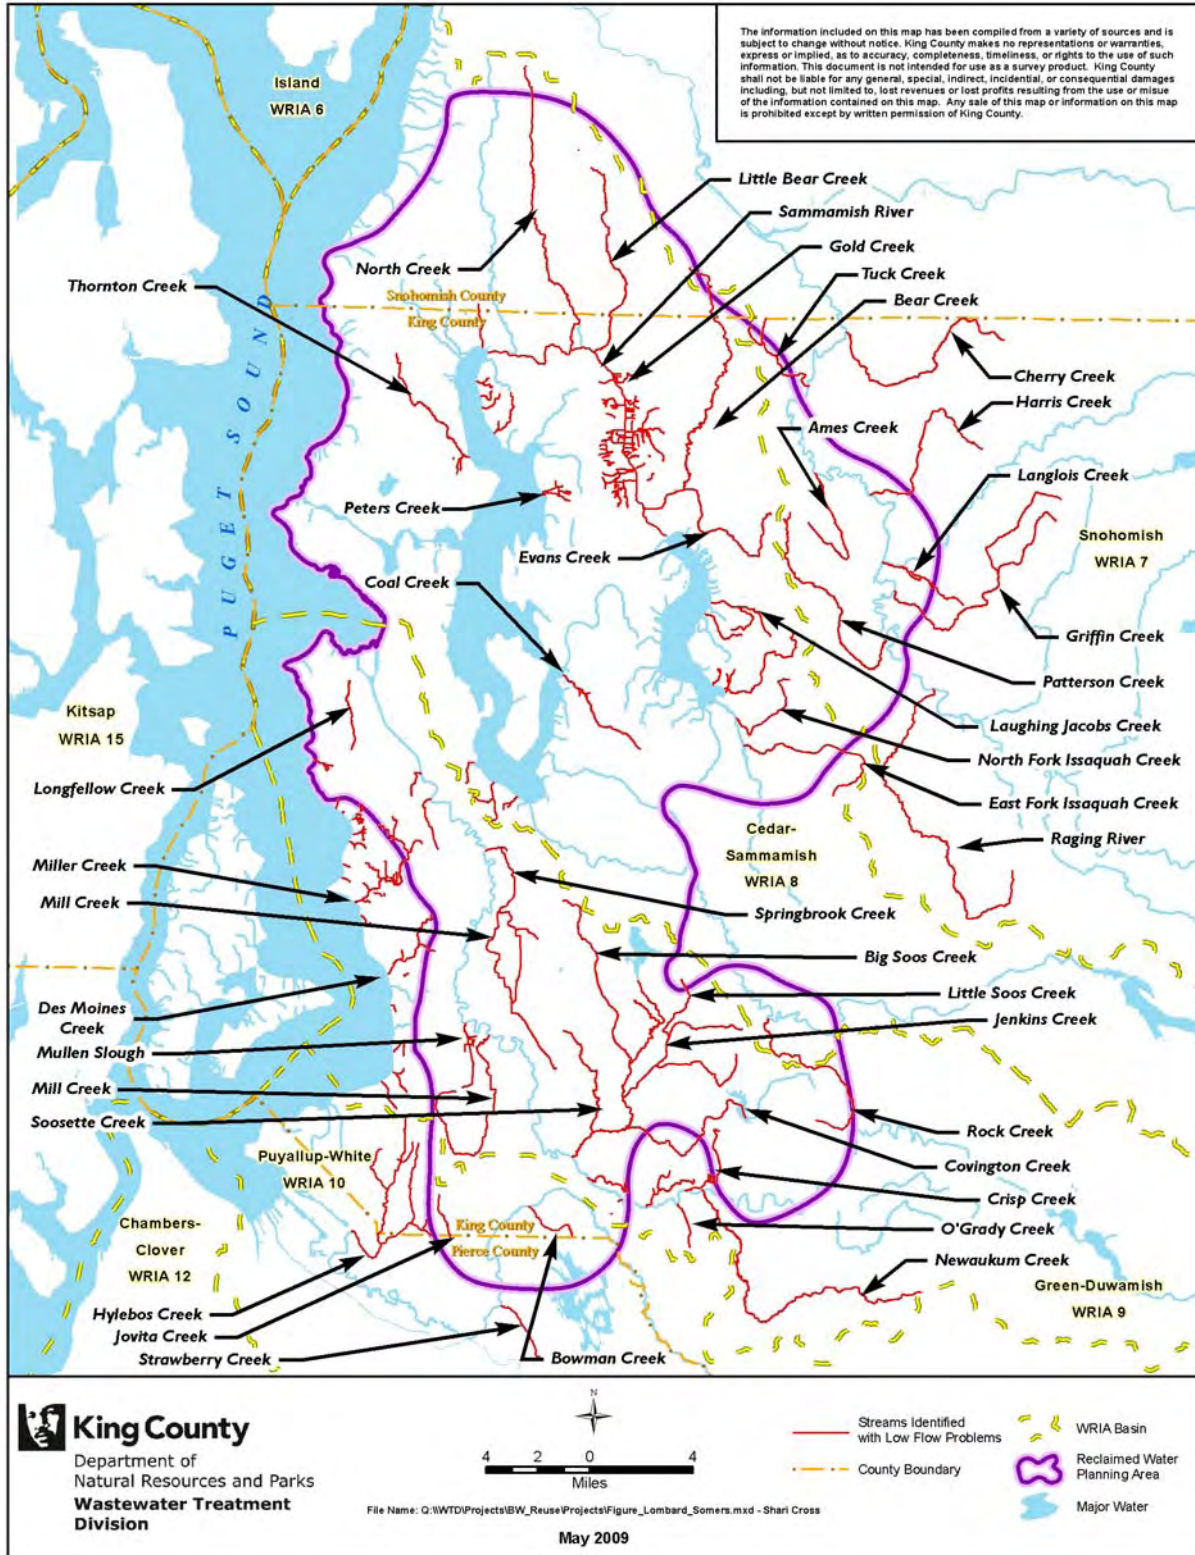 The information included on this map has been compiled from a variety of sources and is
subject to change without notice. King County makes no representations or warranties,
express or implied, as to accuracy, completeness, timeliness, or rights to the use of such
information. This document is not intended for use as a survey product. King County
shall not be liable for any general, special, indirect, incidental, or consequential damages
including, but not limited to, lost revenues or lost profits resulting from the use or misue
of the information contained on this map. Any sale of this map or information on this map
is prohibited except by written permission of King County.
Island
WRIA 6
Little Bear Creek
Sammamish River
Gold Creek
North Creek
Tuck Creek
Thornton Creek
Snohomish County
King County
Bear Creek
PUGET SOUND
Cherry Creek
Harris Creek
Ames Creek
Langlois Creek
Peters Creek
Snohomish
WRIA 7
Evans Creek
Coal Creek
Griffin Creek
Patterson Creek
Kitsap
WRIA 15
Laughing Jacobs Creek
North Fork Issaquah Creek
Longfellow Creek
East Fork Issaquah Creek
Cedar-
Sammamish
WRIA 8
Raging River
Miller Creek
Mill Creek
Springbrook Creek
Big Soos Creek
Little Soos Creek
Des Moines
Creek
Jenkins Creek
Mullen Slough
Mill Creek
Soosette Creek
Rock Creek
Puyallup-White
WRIA 10
Covington Creek
Crisp Creek
Chambers-
Clover
WRIA 12
King County
Pierce County
O'Grady Creek
Newaukum Creek
Green-Duwamish
WRIA 9
Hylebos Creek
Jovita Creek
Strawberry Creek
Bowman Creek
King County
Department of
Natural Resources and Parks
Wastewater Treatment
Division
N
4 2 0 4
Miles
File Name: Q:\\WTD\Projects\BW_Reuse\Projects\Figure_Lombard_Somers.mxd - Shari Cross
May 2009
Streams Identified
with Low Flow Problems
County Boundary
WRIA Basin
Reclaimed Water
Planning Area
Major Water